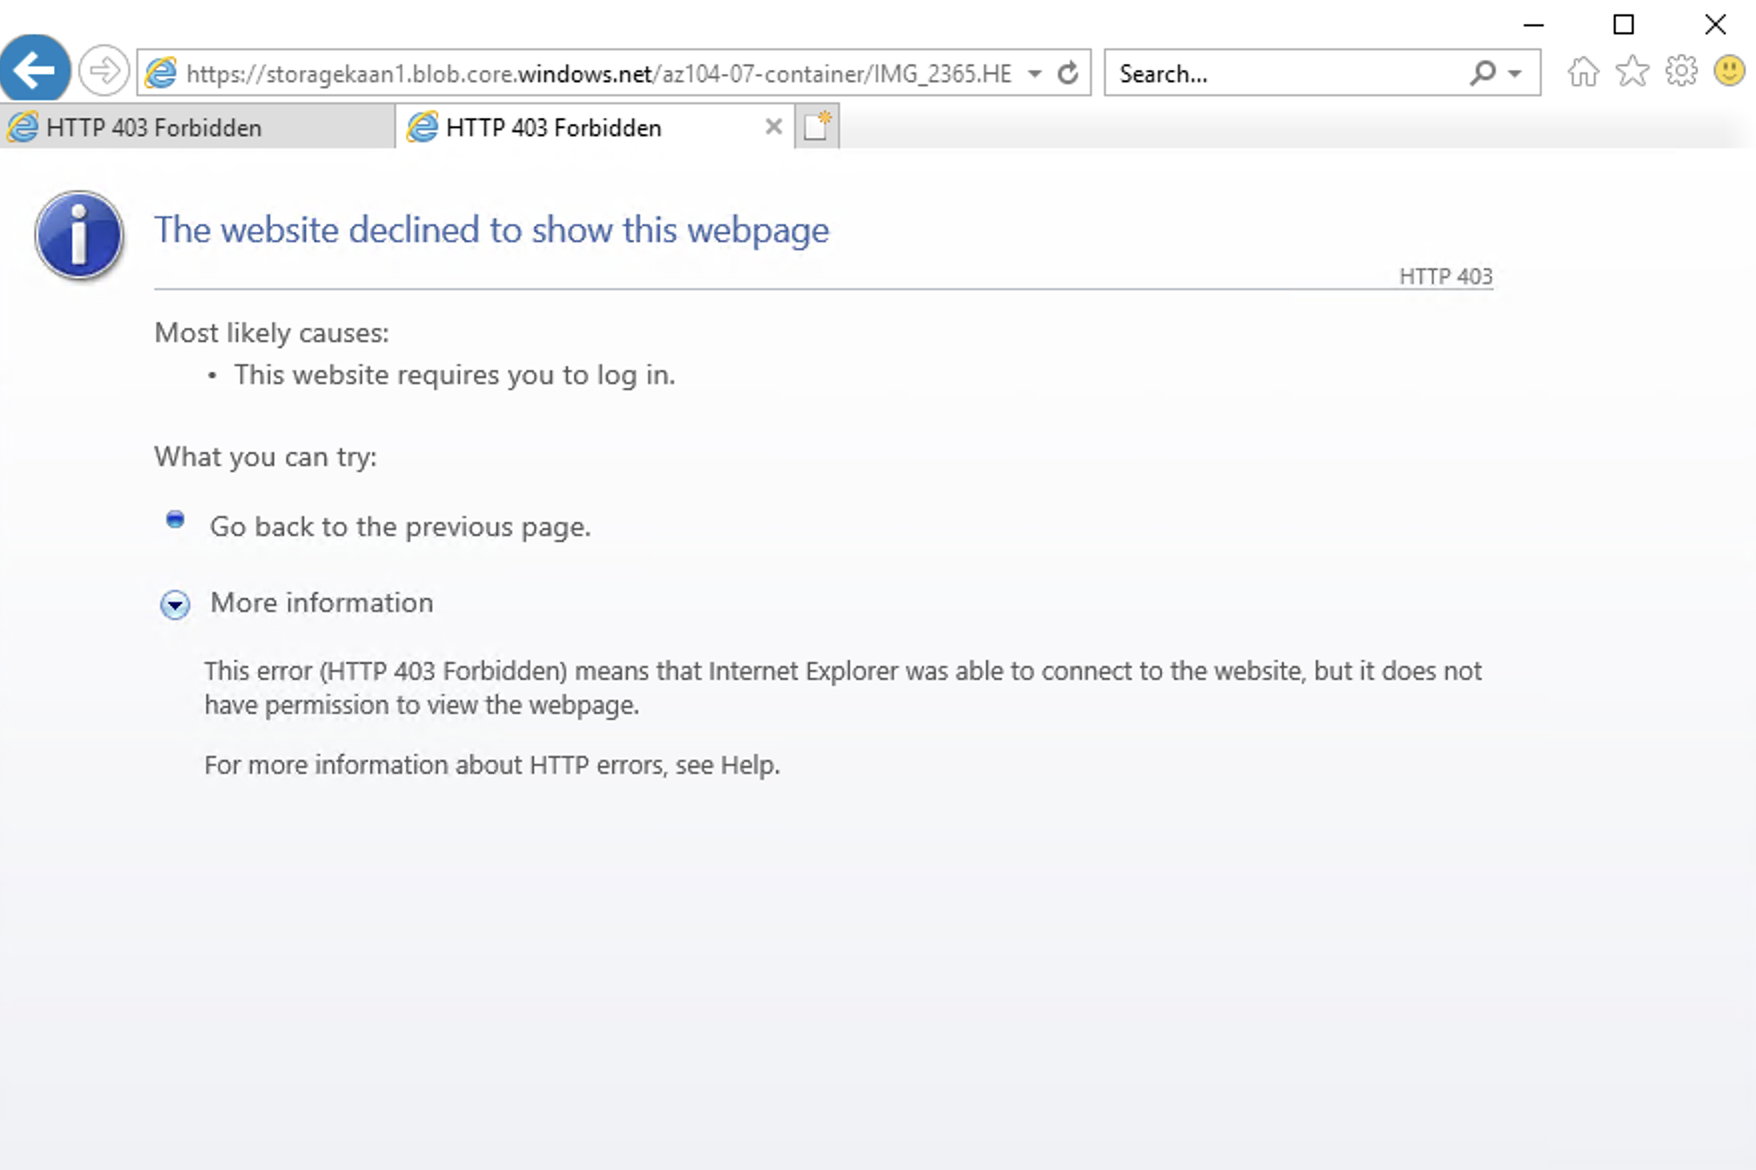 https://storagekaan1.blob.core.windows.net/az104-07-container/IMG_2365.HE
Search...
HTTP 403 Forbidden
HTTP 403 Forbidden
The website declined to show this webpage
HTTP 403
Most likely causes:
• This website requires you to log in.
What you can try:
Go back to the previous page.
More information
This error (HTTP 403 Forbidden) means that Internet Explorer was able to connect to the website, but it does not
have permission to view the webpage.
For more information about HTTP errors, see Help.